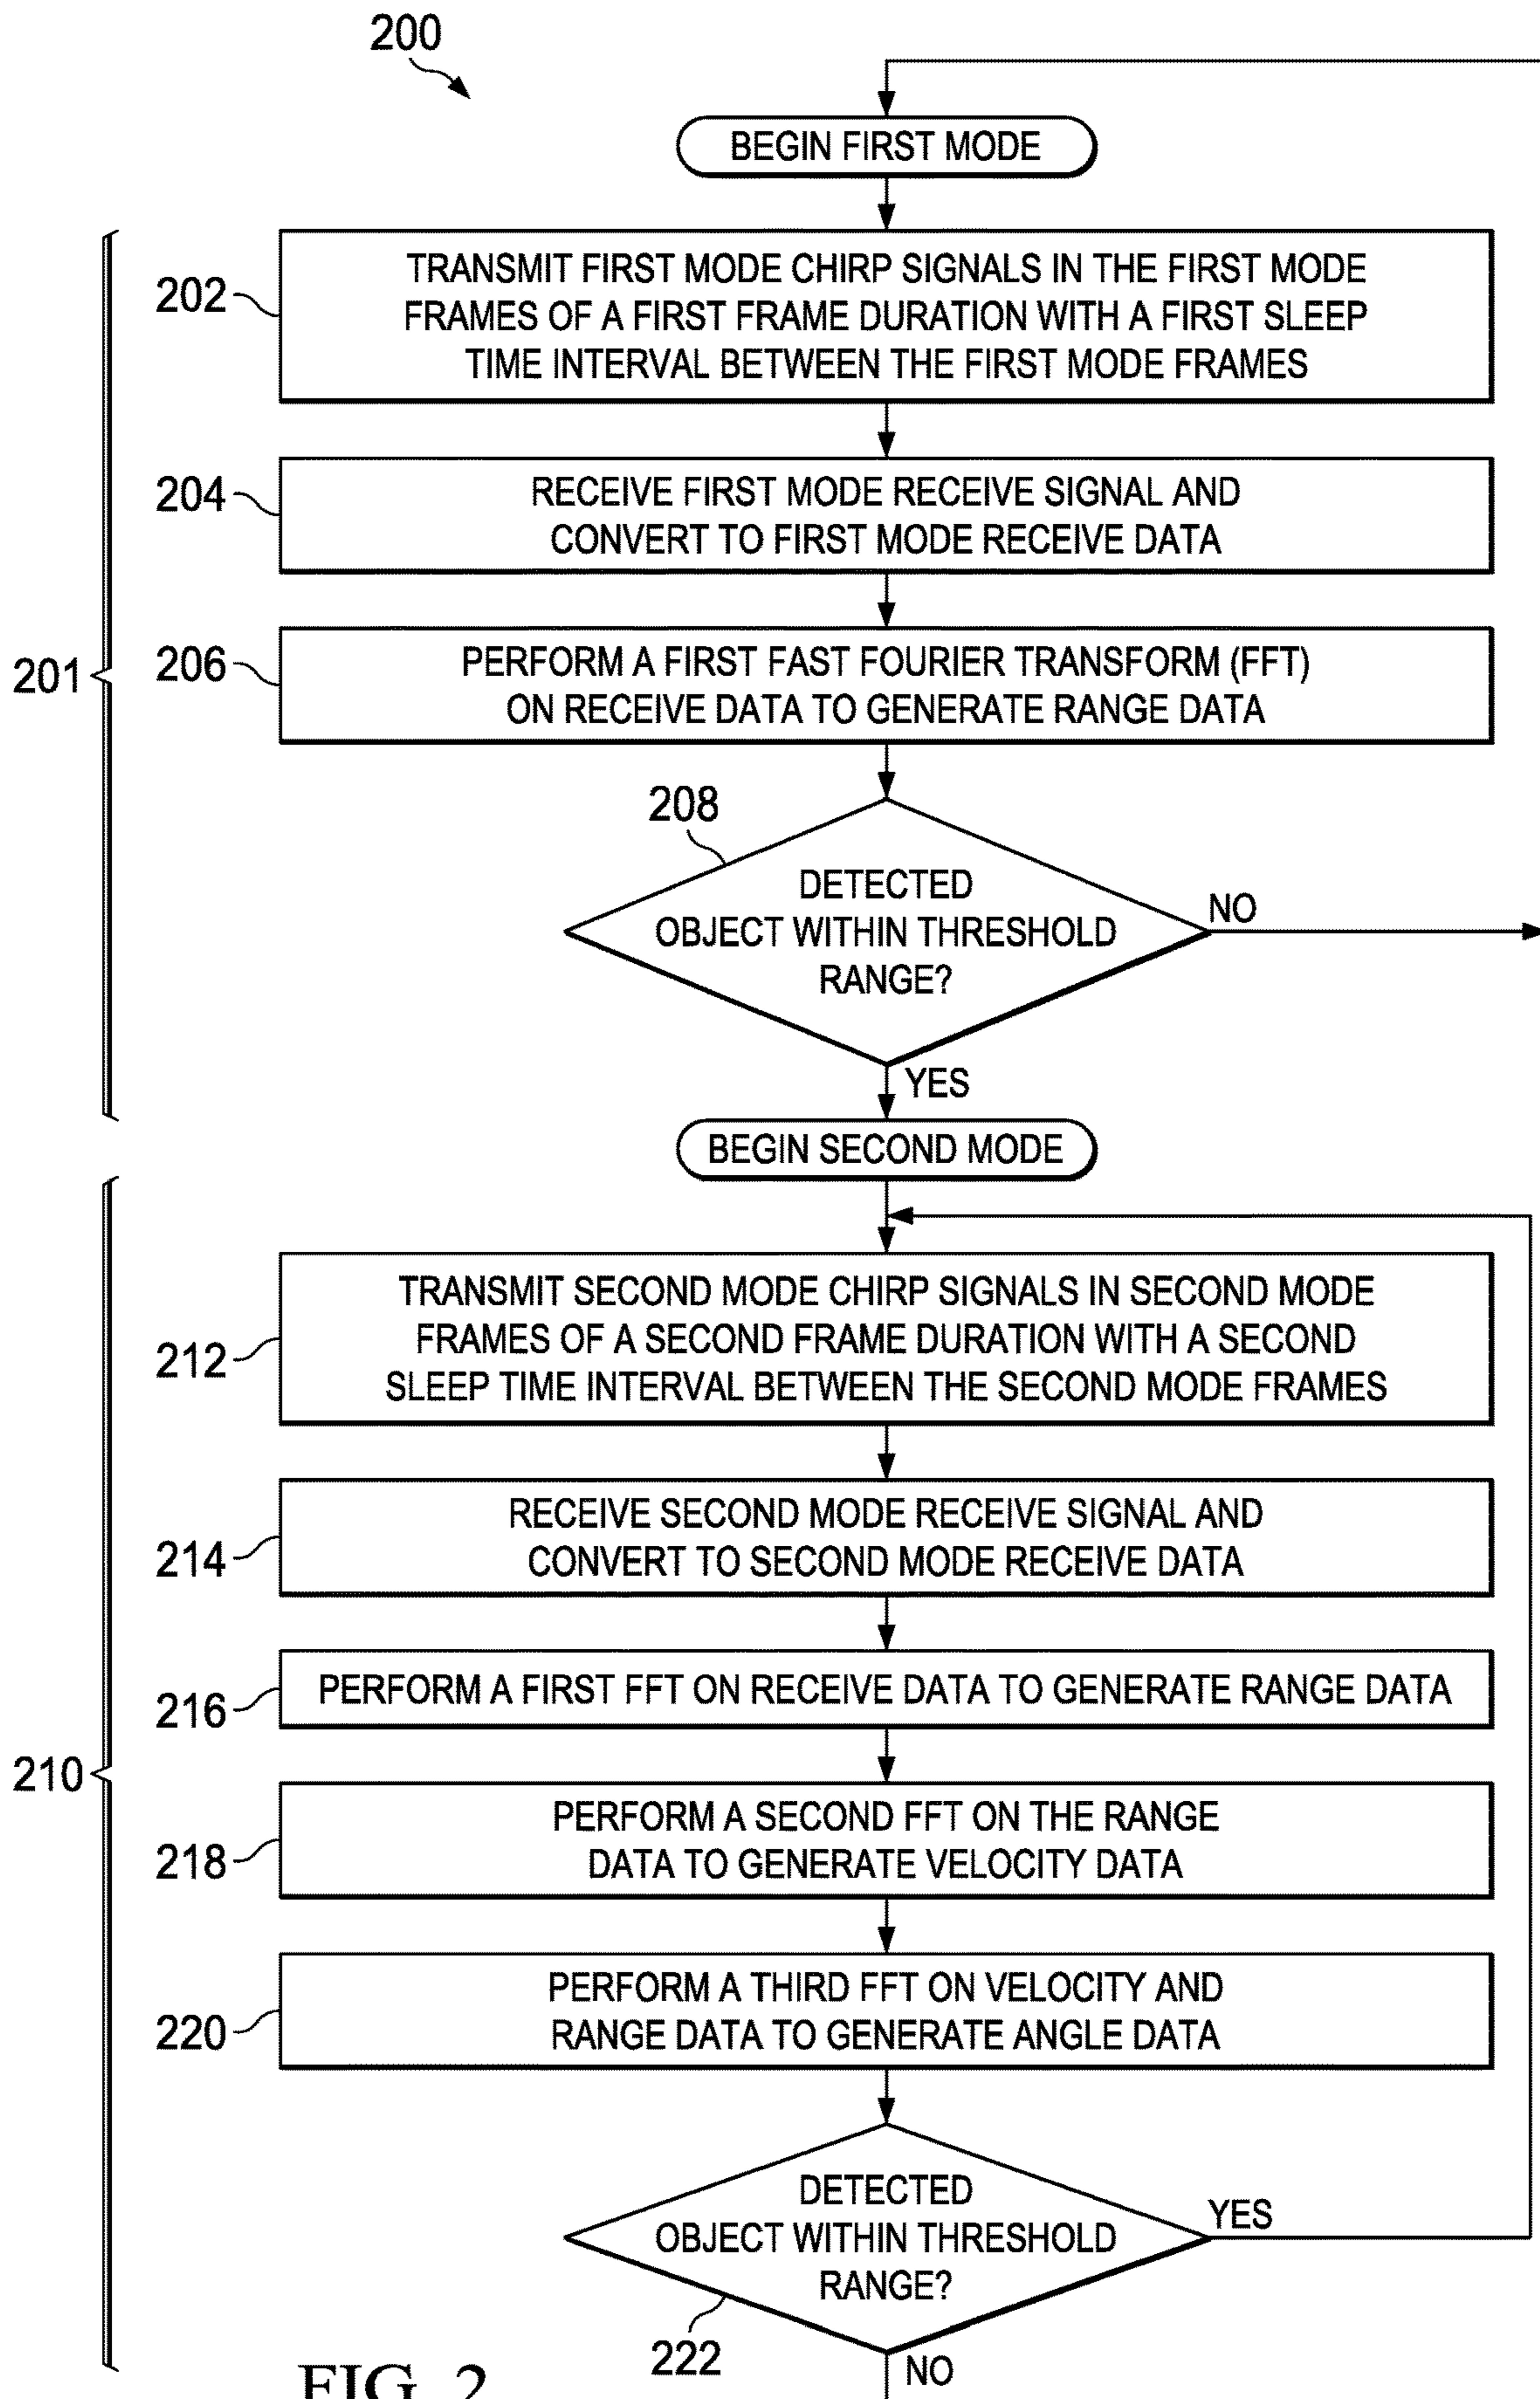 200
BEGIN FIRST MODE
201
202
TRANSMIT FIRST MODE CHIRP SIGNALS IN THE FIRST MODE
FRAMES OF A FIRST FRAME DURATION WITH A FIRST SLEEP
TIME INTERVAL BETWEEN THE FIRST MODE FRAMES
204
RECEIVE FIRST MODE RECEIVE SIGNAL AND
CONVERT TO FIRST MODE RECEIVE DATA
206
PERFORM A FIRST FAST FOURIER TRANSFORM (FFT)
ON RECEIVE DATA TO GENERATE RANGE DATA
208
DETECTED
OBJECT WITHIN THRESHOLD
RANGE?
NO
YES
BEGIN SECOND MODE
210
212
TRANSMIT SECOND MODE CHIRP SIGNALS IN SECOND MODE
FRAMES OF A SECOND FRAME DURATION WITH A SECOND
SLEEP TIME INTERVAL BETWEEN THE SECOND MODE FRAMES
214
RECEIVE SECOND MODE RECEIVE SIGNAL AND
CONVERT TO SECOND MODE RECEIVE DATA
216
PERFORM A FIRST FFT ON RECEIVE DATA TO GENERATE RANGE DATA
218
PERFORM A SECOND FFT ON THE RANGE
DATA TO GENERATE VELOCITY DATA
220
PERFORM A THIRD FFT ON VELOCITY AND
RANGE DATA TO GENERATE ANGLE DATA
DETECTED
OBJECT WITHIN THRESHOLD
RANGE?
YES
222
NO
FIG. 2